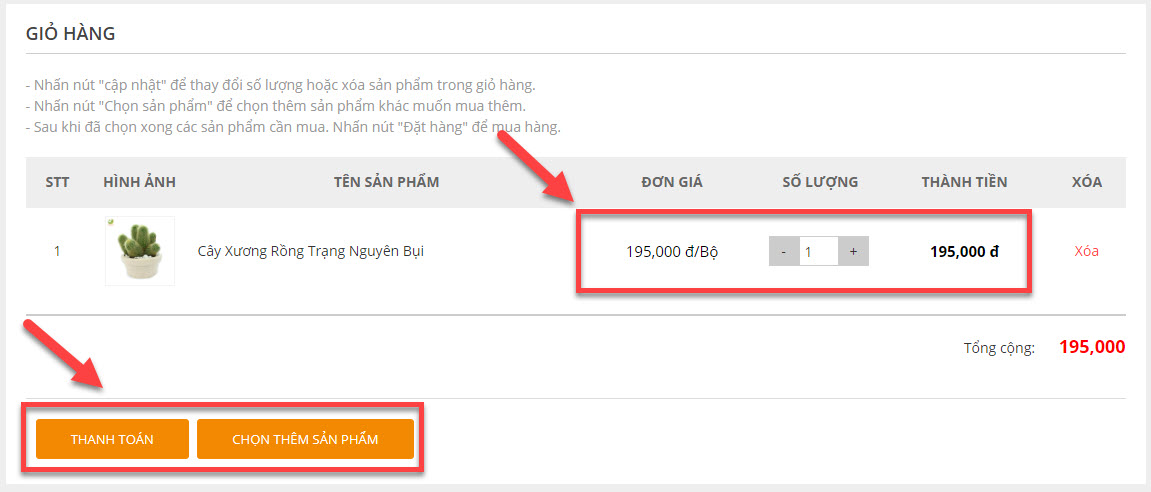 GIỎ HÀNG
- Nhấn nút "cập nhật" để thay đổi số lượng hoặc xóa sản phẩm trong giỏ hàng.
- Nhấn nút "Chọn sản phẩm" để chọn thêm sản phẩm khác muốn mua thêm.
- Sau khi đã chọn xong các sản phẩm cần mua. Nhấn nút "Đặt hàng" để mua hàng.
STT HÌNH ẢNH TÊN SẢN PHẨM ĐƠN GIÁ SỐ LƯỢNG THÀNH TIỀN XÓA
1 Cây Xương Rồng Trạng Nguyên Bụi 195,000 đ/Bộ - 1 + 195,000 đ Xóa
Tổng cộng: 195,000
THANH TOÁN CHỌN THÊM SẢN PHẨM